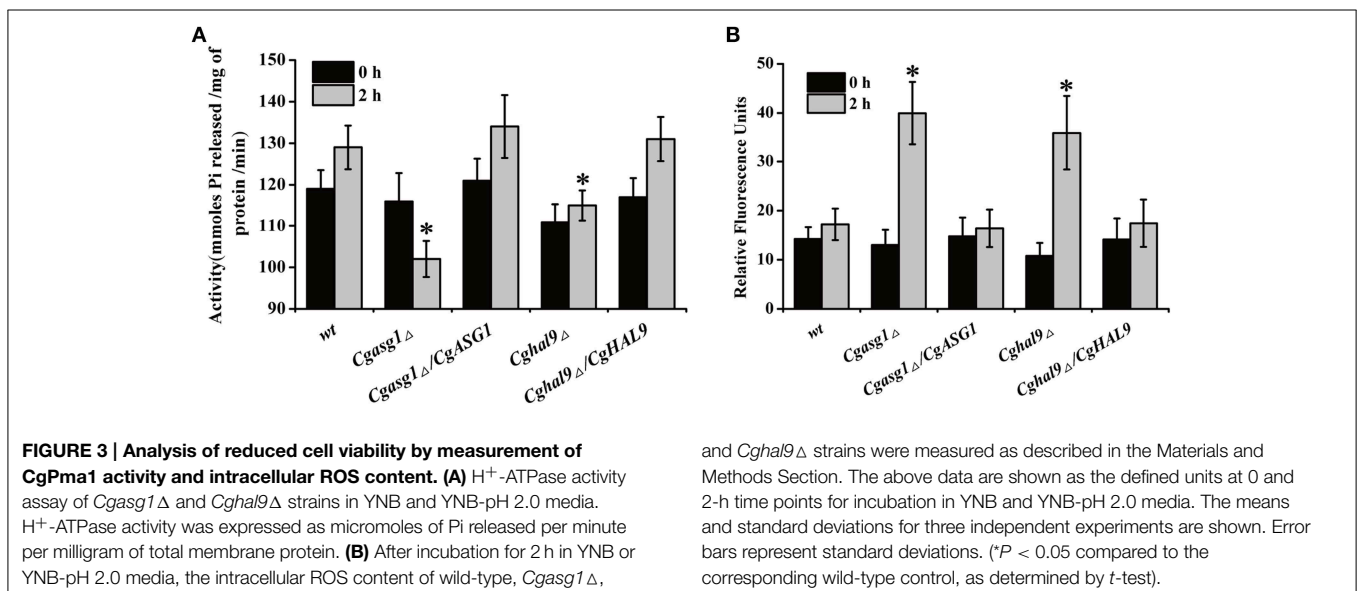 A
Activity(mmoles Pi released /mg of
protein /min)
150
140
130
120
110
100
90
0 h
2 h
*
*
wt
Cgasg1△
Cgasg1△/CgASG1
Cghal9△
Cghal9△/CgHAL9
B
Relative Fluorescence Units
50
40
30
20
10
0
0 h
2 h
*
*
wt
Cgasg1△
Cgasg1△/CgASG1
Cghal9△
Cghal9△/CgHAL9
FIGURE 3 | Analysis of reduced cell viability by measurement of
CgPma1 activity and intracellular ROS content. (A) H⁺-ATPase activity
assay of Cgasg1Δ and Cghal9Δ strains in YNB and YNB-pH 2.0 media.
H⁺-ATPase activity was expressed as micromoles of Pi released per minute
per milligram of total membrane protein. (B) After incubation for 2 h in YNB or
YNB-pH 2.0 media, the intracellular ROS content of wild-type, Cgasg1Δ,
and Cghal9Δ strains were measured as described in the Materials and
Methods Section. The above data are shown as the defined units at 0 and
2-h time points for incubation in YNB and YNB-pH 2.0 media. The means
and standard deviations for three independent experiments are shown. Error
bars represent standard deviations. (*P < 0.05 compared to the
corresponding wild-type control, as determined by t-test).